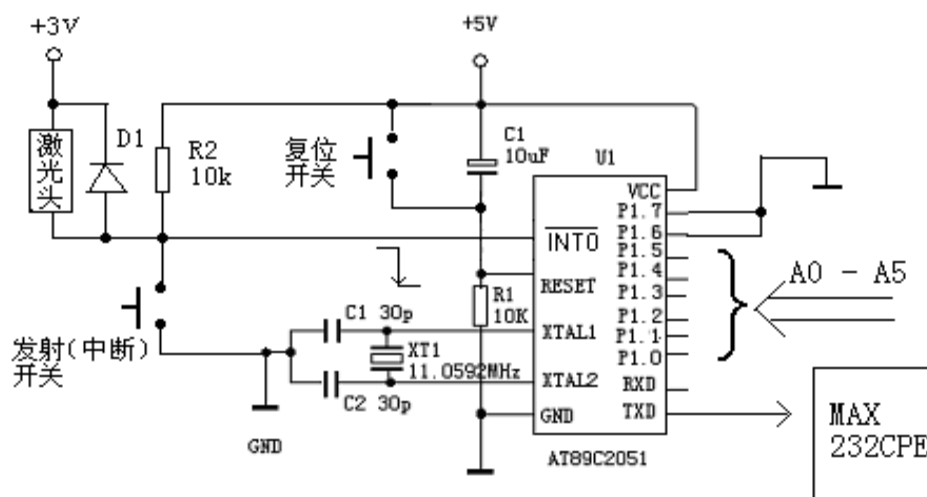 +3V
+5V
激光头
D1
R2
10k
复位
开关
C1
10uF
U1
VCC
P1.7
P1.6
P1.5
P1.4
P1.3
P1.2
P1.1
P1.0
RXD
TXD
INT0
RESET
XTAL1
XTAL2
GND
R1
10K
A0 - A5
发射(中断)
开关
C1 30p
XT1
11.0592MHz
C2 30p
GND
AT89C2051
MAX
232CPE